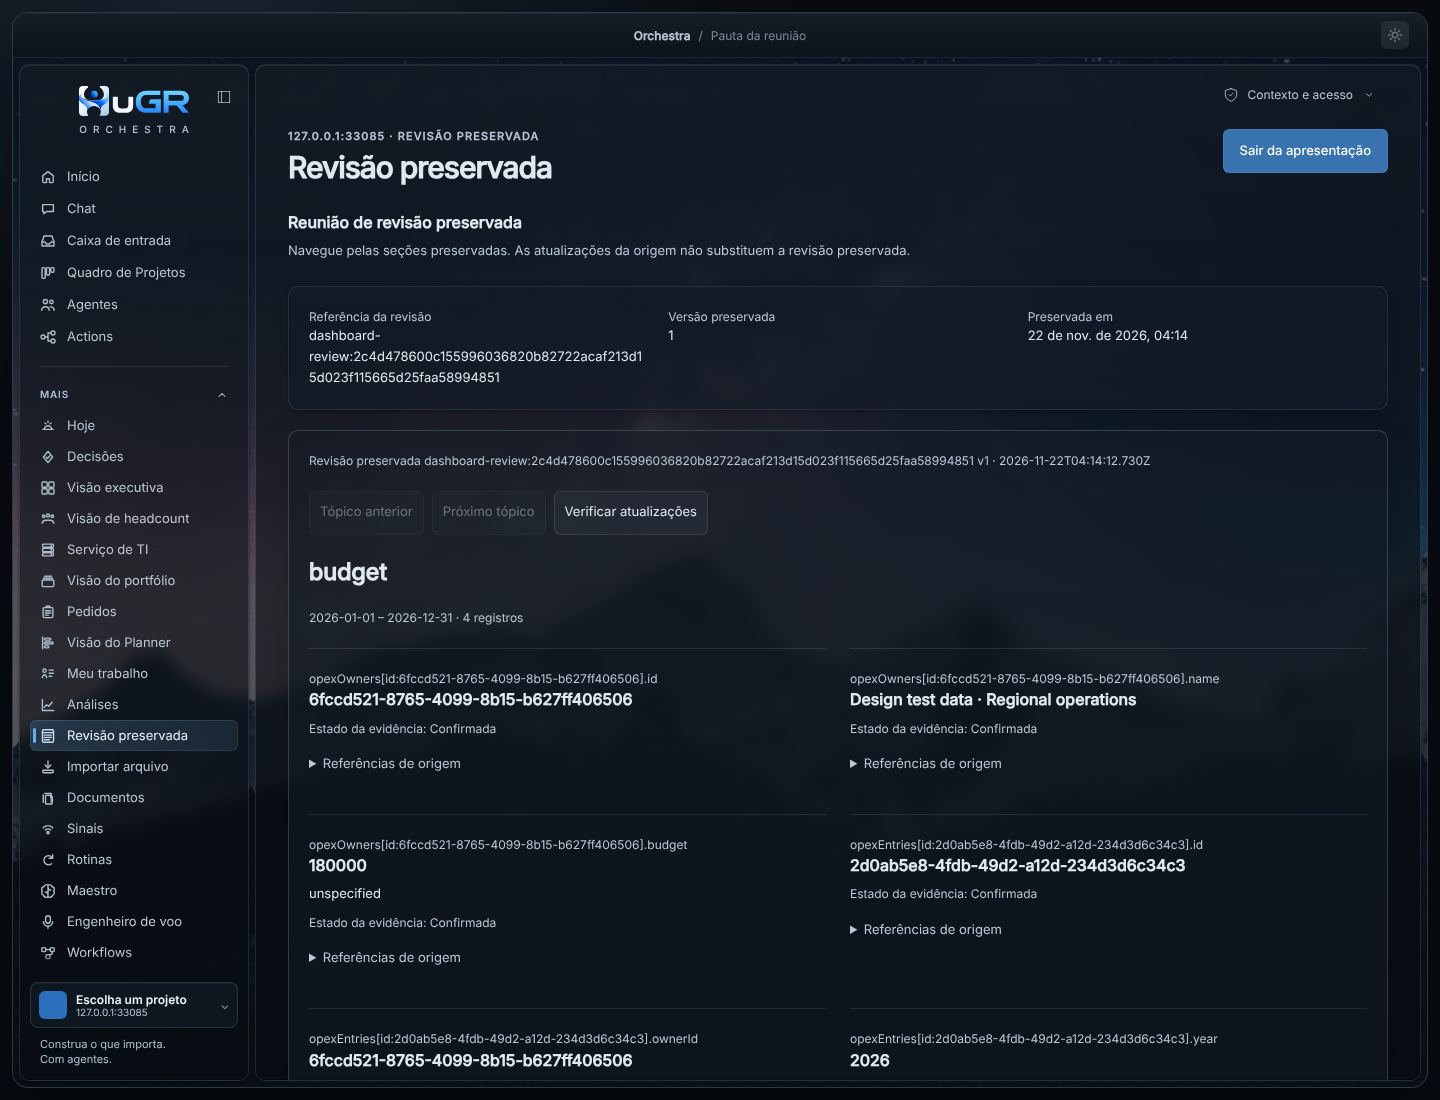 Orchestra / Pauta da reunião
HuGR
ORCHESTRA
Início
Chat
Caixa de entrada
Quadro de Projetos
Agentes
Actions
MAIS
Hoje
Decisões
Visão executiva
Visão de headcount
Serviço de TI
Visão do portfólio
Pedidos
Visão do Planner
Meu trabalho
Análises
Revisão preservada
Importar arquivo
Documentos
Sinais
Rotinas
Maestro
Engenheiro de voo
Workflows
Escolha um projeto
127.0.0.1:33085
Construa o que importa.
Com agentes.
Contexto e acesso
127.0.0.1:33085 · REVISÃO PRESERVADA
Revisão preservada
Sair da apresentação
Reunião de revisão preservada
Navegue pelas seções preservadas. As atualizações da origem não substituem a revisão preservada.
Referência da revisão
dashboard-
review:2c4d478600c155996036820b82722acaf213d1
5d023f115665d25faa58994851
Versão preservada
1
Preservada em
22 de nov. de 2026, 04:14
Revisão preservada dashboard-review:2c4d478600c155996036820b82722acaf213d15d023f115665d25faa58994851 v1 · 2026-11-22T04:14:12.730Z
Tópico anterior
Próximo tópico
Verificar atualizações
budget
2026-01-01 – 2026-12-31 · 4 registros
opexOwners[id:6fccd521-8765-4099-8b15-b627ff406506].id
6fccd521-8765-4099-8b15-b627ff406506
Estado da evidência: Confirmada
Referências de origem
opexOwners[id:6fccd521-8765-4099-8b15-b627ff406506].name
Design test data · Regional operations
Estado da evidência: Confirmada
Referências de origem
opexOwners[id:6fccd521-8765-4099-8b15-b627ff406506].budget
180000
unspecified
Estado da evidência: Confirmada
Referências de origem
opexEntries[id:2d0ab5e8-4fdb-49d2-a12d-234d3d6c34c3].id
2d0ab5e8-4fdb-49d2-a12d-234d3d6c34c3
Estado da evidência: Confirmada
Referências de origem
opexEntries[id:2d0ab5e8-4fdb-49d2-a12d-234d3d6c34c3].ownerId
6fccd521-8765-4099-8b15-b627ff406506
opexEntries[id:2d0ab5e8-4fdb-49d2-a12d-234d3d6c34c3].year
2026